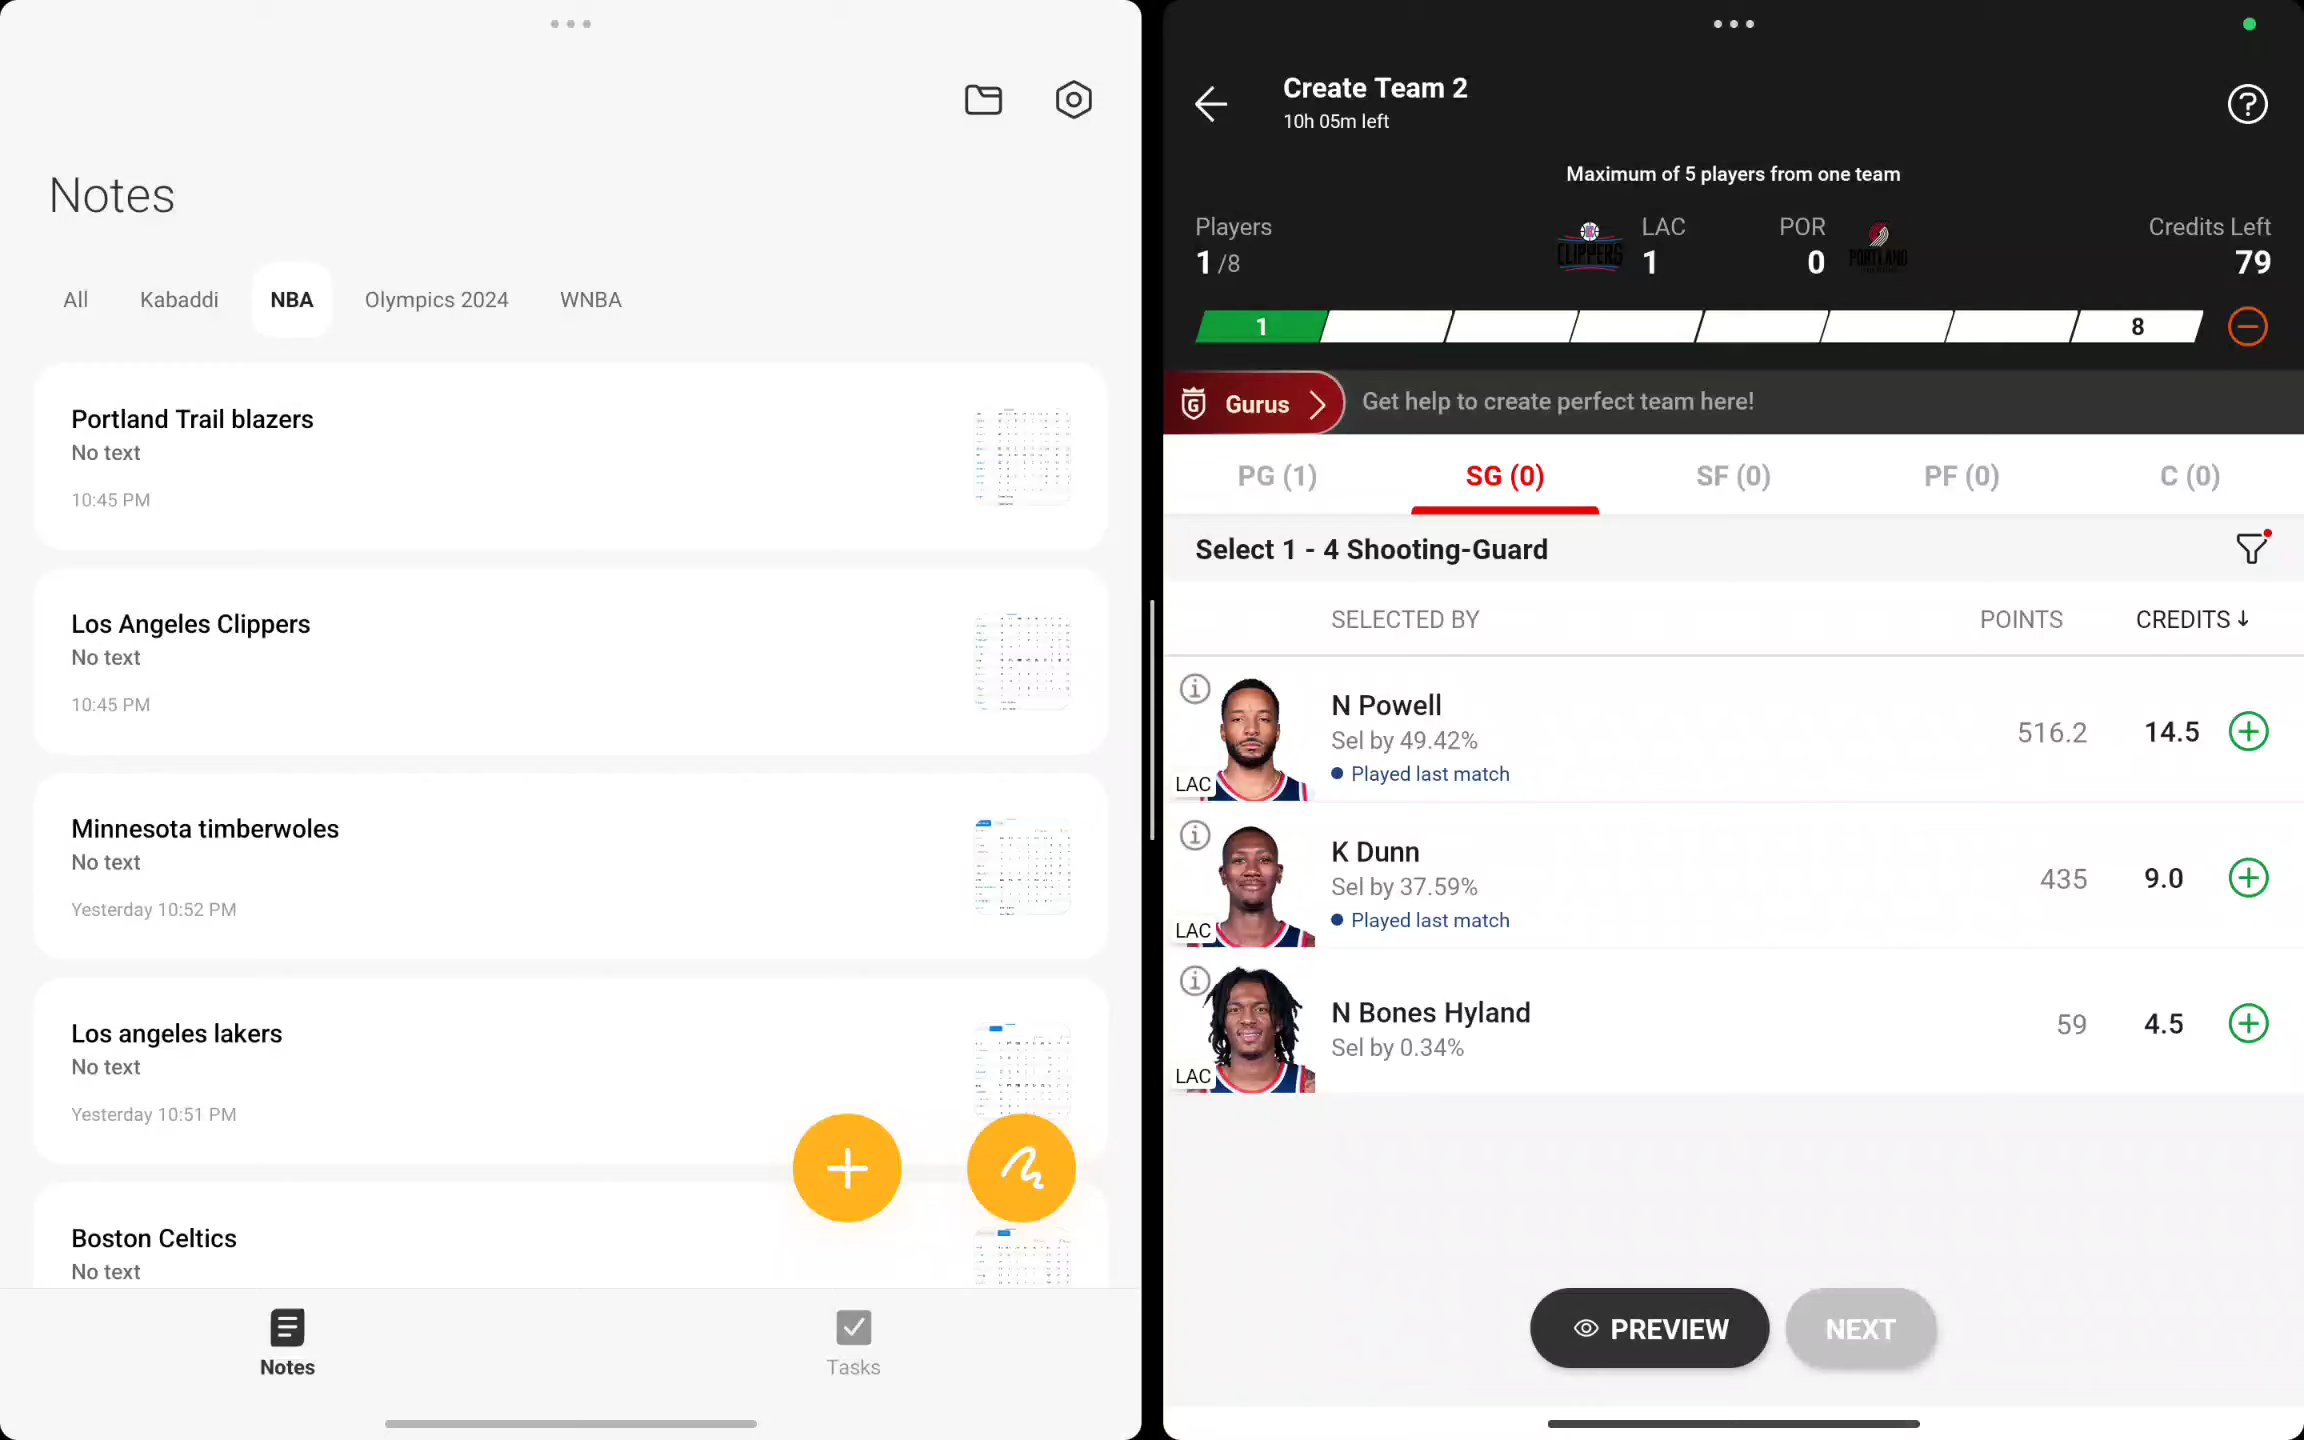 Notes
All
Kabaddi
NBA
Olympics 2024
WNBA
Portland Trail blazers
No text
10:45 PM
Los Angeles Clippers
No text
10:45 PM
Minnesota timberwoles
No text
Yesterday 10:52 PM
Los angeles lakers
No text
Yesterday 10:51 PM
Boston Celtics
No text
Notes
Tasks
Create Team 2
10h 05m left
Maximum of 5 players from one team
Players
1 /8
CLIPPERS
LAC
1
POR
0
PORTLAND
Credits Left
79
1
8
Gurus
Get help to create perfect team here!
PG (1)
SG (0)
SF (0)
PF (0)
C (0)
Select 1 - 4 Shooting-Guard
SELECTED BY
POINTS
CREDITS ↓
N Powell
Sel by 49.42%
Played last match
LAC
516.2
14.5
K Dunn
Sel by 37.59%
Played last match
LAC
435
9.0
N Bones Hyland
Sel by 0.34%
LAC
59
4.5
PREVIEW
NEXT